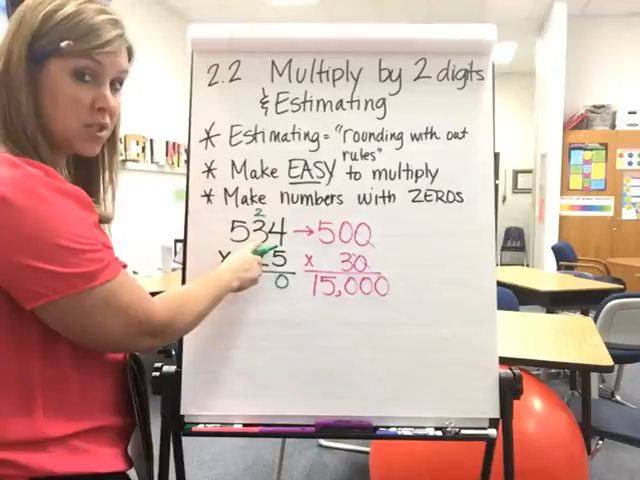 2.2 Multiply by 2 digits
& Estimating
* Estimating = "rounding with out
rules"
* Make EASY to multiply
* Make numbers with ZEROS
2
534 → 500
x 25 x 30
0 15,000